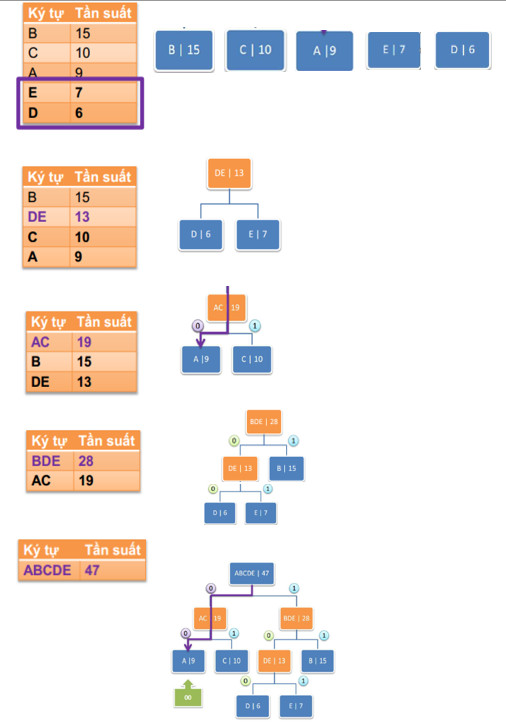 Ký tự Tần suất
B 15
C 10
A 9
E 7
D 6
B | 15
C | 10
A |9
E | 7
D | 6
Ký tự Tần suất
B 15
DE 13
C 10
A 9
DE | 13
D | 6
E | 7
Ký tự Tần suất
AC 19
B 15
DE 13
AC | 19
0 1
A |9
C | 10
Ký tự Tần suất
BDE 28
AC 19
BDE | 28
0 1
DE | 13
B | 15
0 1
D | 6
E | 7
Ký tự Tần suất
ABCDE 47
ABCDE | 47
0 1
AC | 19
BDE | 28
0 1 0 1
A |9
C | 10
DE | 13
B | 15
0 1
00
D | 6
E | 7